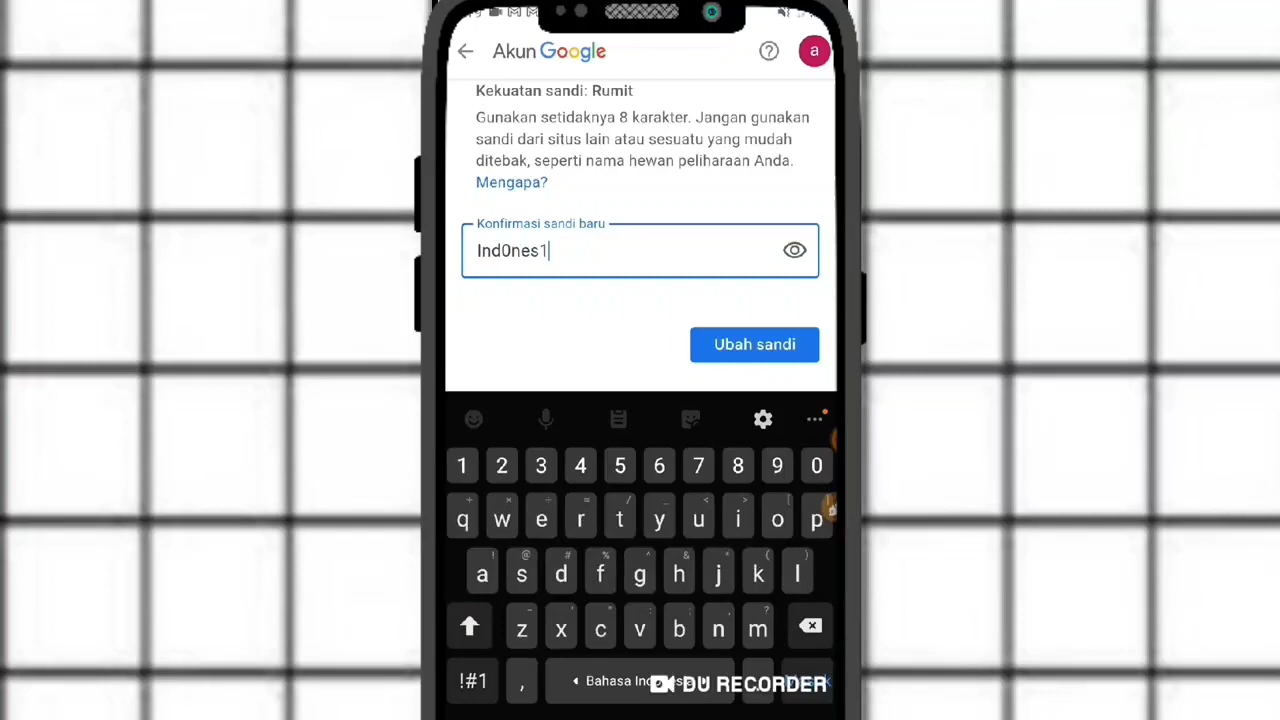 Akun Google
a
Kekuatan sandi: Rumit
Gunakan setidaknya 8 karakter. Jangan gunakan
sandi dari situs lain atau sesuatu yang mudah
ditebak, seperti nama hewan peliharaan Anda.
Mengapa?
Konfirmasi sandi baru
Ind0nes1
Ubah sandi
1 2 3 4 5 6 7 8 9 0
q w e r t y u i o p
a s d f g h j k l
z x c v b n m
!#1 , Bahasa
DU RECORDER